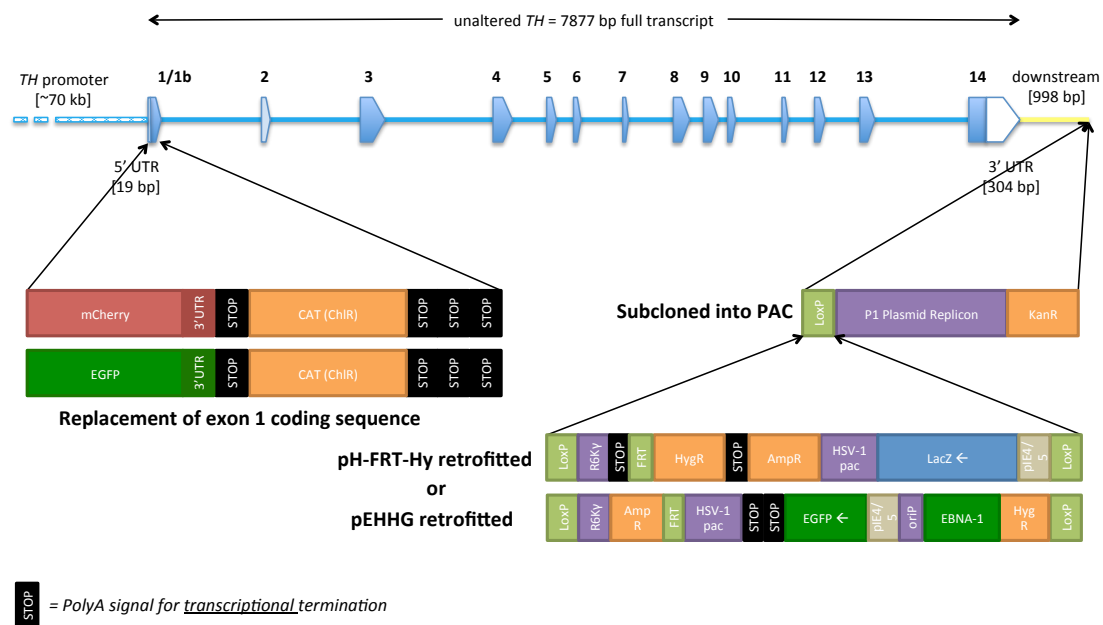 unaltered TH = 7877 bp full transcript
TH promoter
[~70 kb]
1/1b
2
3
4
5
6
7
8
9
10
11
12
13
14
downstream
[998 bp]
5’ UTR
[19 bp]
3’ UTR
[304 bp]
mCherry
3’UTR
STOP
CAT (ChlR)
STOP
STOP
STOP
EGFP
3’UTR
STOP
CAT (ChlR)
STOP
STOP
STOP
Replacement of exon 1 coding sequence
Subcloned into PAC
LoxP
P1 Plasmid Replicon
KanR
pH-FRT-Hy retrofitted
or
pEHHG retrofitted
LoxP
R6Kγ
STOP
FRT
HygR
STOP
AmpR
HSV-1
pac
LacZ ←
pIE4/
5
LoxP
LoxP
R6Kγ
Amp
R
FRT
HSV-1
pac
STOP
STOP
EGFP ←
pIE4/
5
oriP
EBNA-1
Hyg
R
LoxP
STOP
= PolyA signal for transcriptional termination